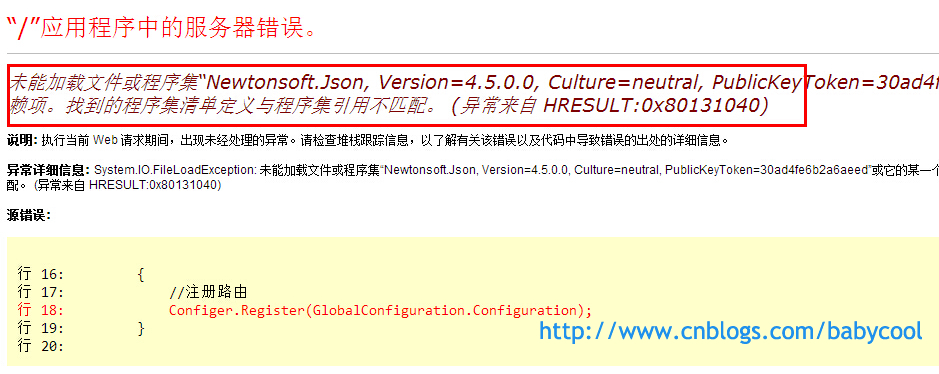 “/”应用程序中的服务器错误。
未能加载文件或程序集“Newtonsoft.Json, Version=4.5.0.0, Culture=neutral, PublicKeyToken=30ad4f
赖项。找到的程序集清单定义与程序集引用不匹配。 (异常来自 HRESULT:0x80131040)
说明: 执行当前 Web 请求期间，出现未经处理的异常。请检查堆栈跟踪信息，以了解有关该错误以及代码中导致错误的出处的详细信息。
异常详细信息: System.IO.FileLoadException: 未能加载文件或程序集“Newtonsoft.Json, Version=4.5.0.0, Culture=neutral, PublicKeyToken=30ad4fe6b2a6aeed”或它的某一个
配。 (异常来自 HRESULT:0x80131040)
源错误:
行 16: {
行 17: //注册路由
行 18: Configer.Register(GlobalConfiguration.Configuration);
行 19: }
行 20:
http://www.cnblogs.com/babycool